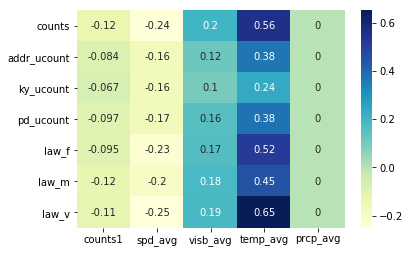 counts -0.12 -0.24 0.2 0.56 0
addr_ucount -0.084 -0.16 0.12 0.38 0
ky_ucount -0.067 -0.16 0.1 0.24 0
pd_ucount -0.097 -0.17 0.16 0.38 0
law_f -0.095 -0.23 0.17 0.52 0
law_m -0.12 -0.2 0.18 0.45 0
law_v -0.11 -0.25 0.19 0.65 0
counts1 spd_avg visb_avg temp_avg prcp_avg
0.6
0.4
0.2
0.0
-0.2